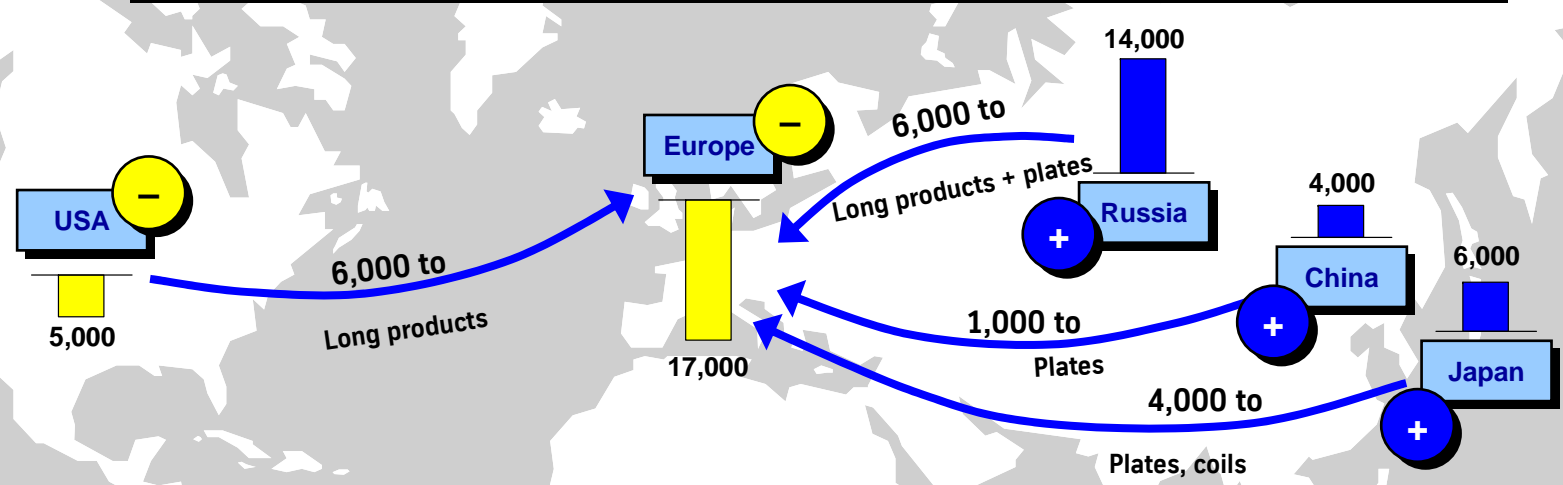 14,000
6,000 to
Europe
–
Long products + plates
4,000
–
USA
Russia
+
6,000
6,000 to
China
5,000
Long products
1,000 to
+
17,000
Plates
Japan
4,000 to
+
Plates, coils